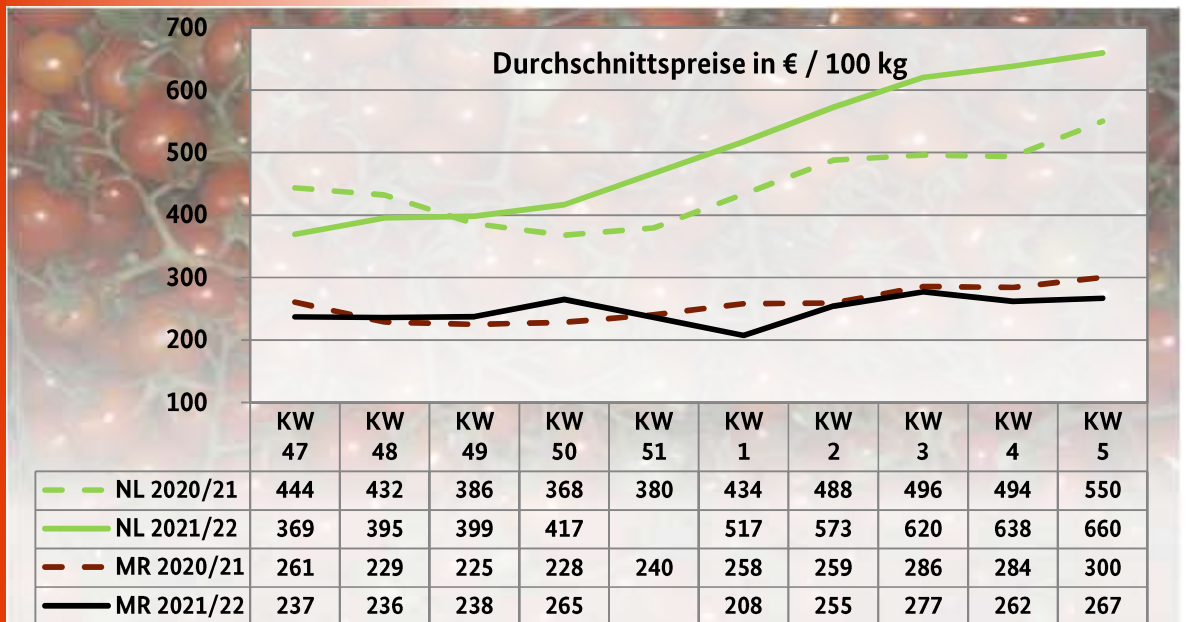 Durchschnittspreise in € / 100 kg
700
600
500
400
300
200
100
KW 47 KW 48 KW 49 KW 50 KW 51 KW 1 KW 2 KW 3 KW 4 KW 5
NL 2020/21 444 432 386 368 380 434 488 496 494 550
NL 2021/22 369 395 399 417 517 573 620 638 660
MR 2020/21 261 229 225 228 240 258 259 286 284 300
MR 2021/22 237 236 238 265 208 255 277 262 267